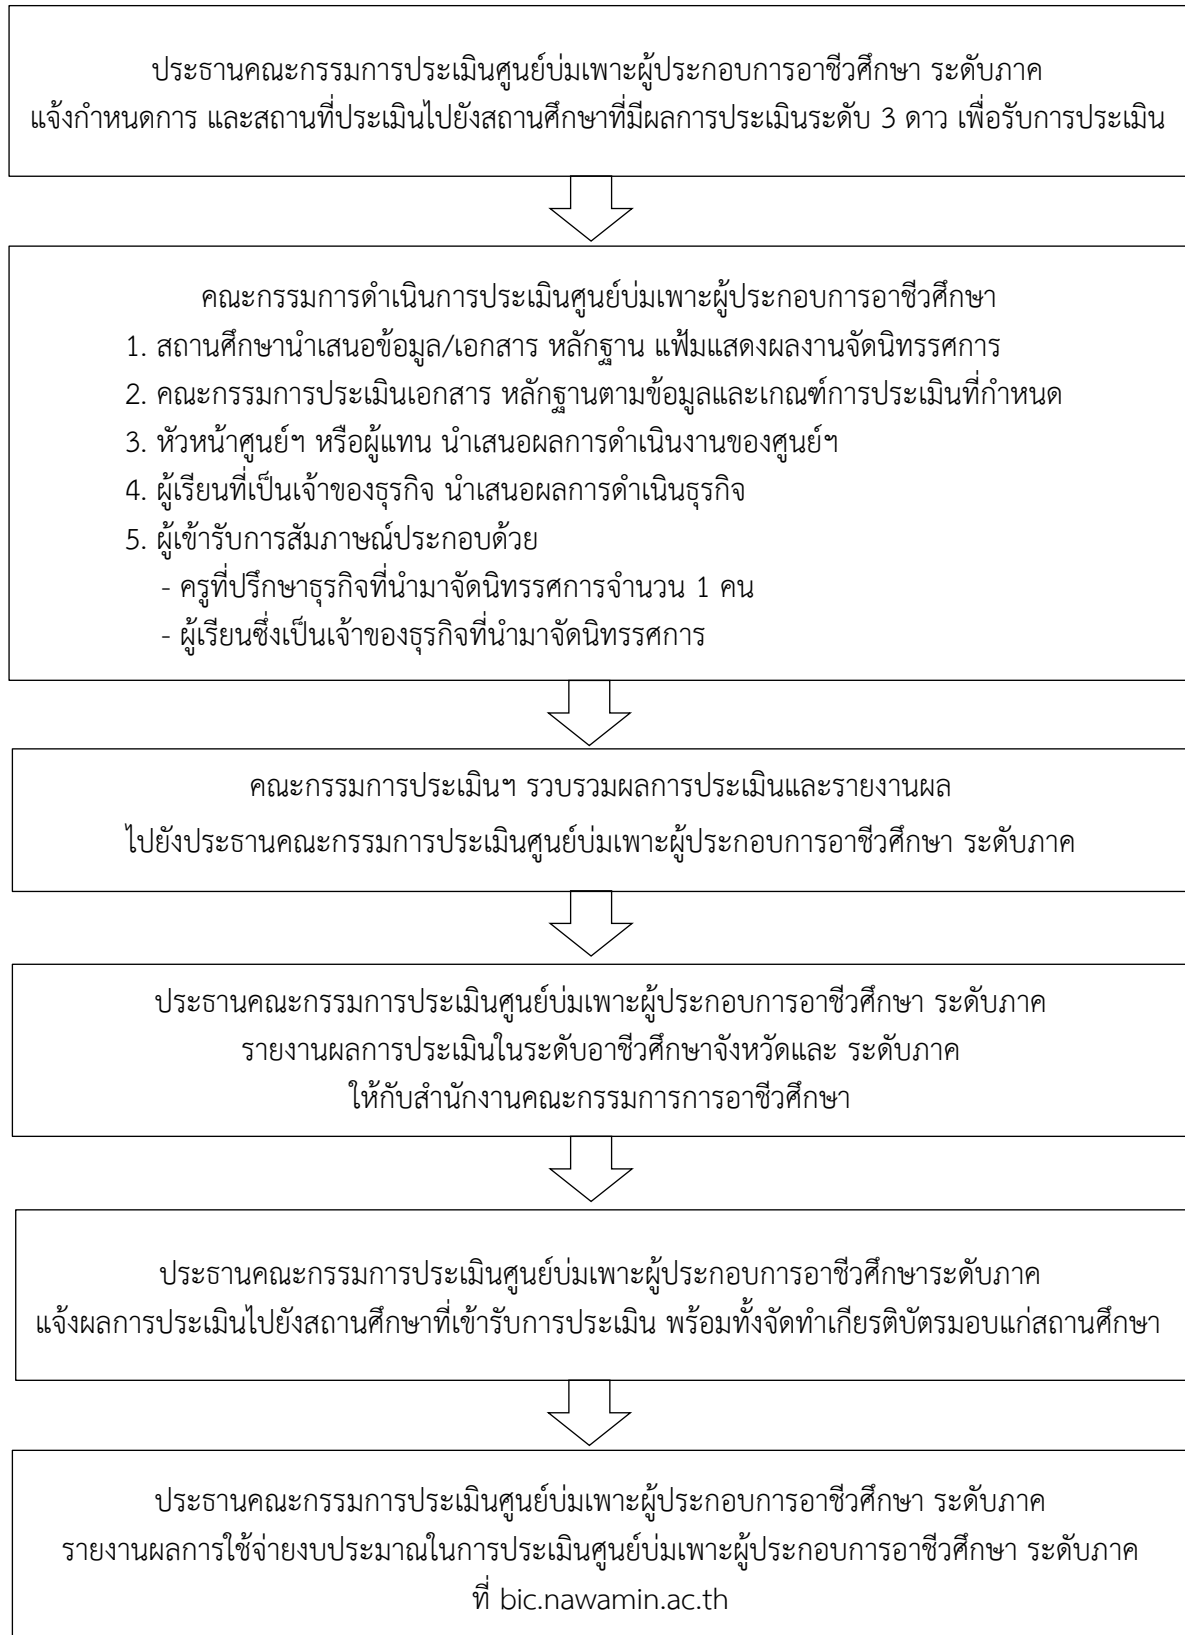 ประธานคณะกรรมการประเมินศูนย์บ่มเพาะผู้ประกอบการอาชีวศึกษา ระดับภาค
แจ้งกำหนดการ และสถานที่ประเมินไปยังสถานศึกษาที่มีผลการประเมินระดับ 3 ดาว เพื่อรับการประเมิน
คณะกรรมการดำเนินการประเมินศูนย์บ่มเพาะผู้ประกอบการอาชีวศึกษา
1. สถานศึกษานำเสนอข้อมูล/เอกสาร หลักฐาน แฟ้มแสดงผลงานจัดนิทรรศการ
2. คณะกรรมการประเมินเอกสาร หลักฐานตามข้อมูลและเกณฑ์การประเมินที่กำหนด
3. หัวหน้าศูนย์ฯ หรือผู้แทน นำเสนอผลการดำเนินงานของศูนย์ฯ
4. ผู้เรียนที่เป็นเจ้าของธุรกิจ นำเสนอผลการดำเนินธุรกิจ
5. ผู้เข้ารับการสัมภาษณ์ประกอบด้วย
- ครูที่ปรึกษาธุรกิจที่นำมาจัดนิทรรศการจำนวน 1 คน
- ผู้เรียนซึ่งเป็นเจ้าของธุรกิจที่นำมาจัดนิทรรศการ
คณะกรรมการประเมินฯ รวบรวมผลการประเมินและรายงานผล
ไปยังประธานคณะกรรมการประเมินศูนย์บ่มเพาะผู้ประกอบการอาชีวศึกษา ระดับภาค
ประธานคณะกรรมการประเมินศูนย์บ่มเพาะผู้ประกอบการอาชีวศึกษา ระดับภาค
รายงานผลการประเมินในระดับอาชีวศึกษาจังหวัดและ ระดับภาค
ให้กับสำนักงานคณะกรรมการการอาชีวศึกษา
ประธานคณะกรรมการประเมินศูนย์บ่มเพาะผู้ประกอบการอาชีวศึกษาระดับภาค
แจ้งผลการประเมินไปยังสถานศึกษาที่เข้ารับการประเมิน พร้อมทั้งจัดทำเกียรติบัตรมอบแก่สถานศึกษา
ประธานคณะกรรมการประเมินศูนย์บ่มเพาะผู้ประกอบการอาชีวศึกษา ระดับภาค
รายงานผลการใช้จ่ายงบประมาณในการประเมินศูนย์บ่มเพาะผู้ประกอบการอาชีวศึกษา ระดับภาค
ที่ bic.nawamin.ac.th